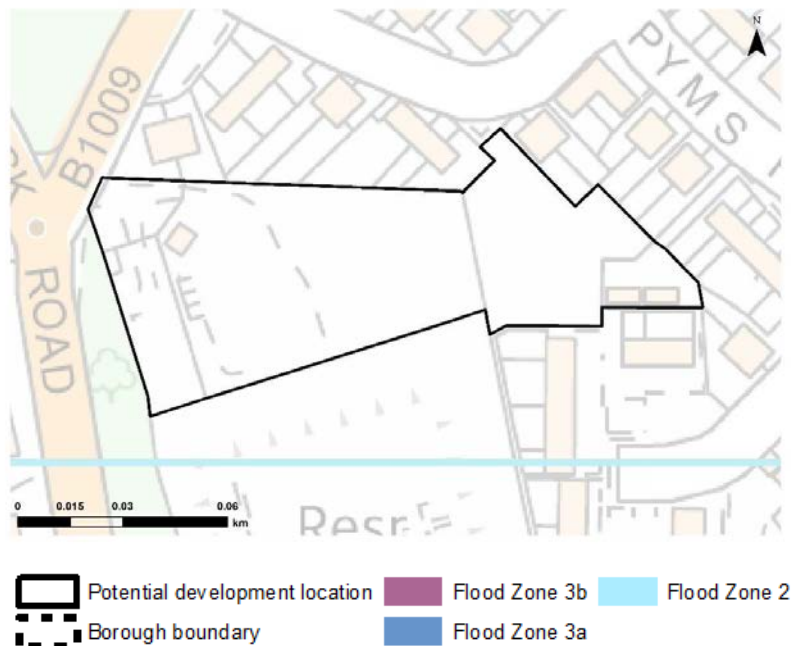 N
PYMS
B1009
CK
ROAD
0 0.015 0.03 0.06
km
Resr
Potential development location Flood Zone 3b Flood Zone 2
Borough boundary Flood Zone 3a